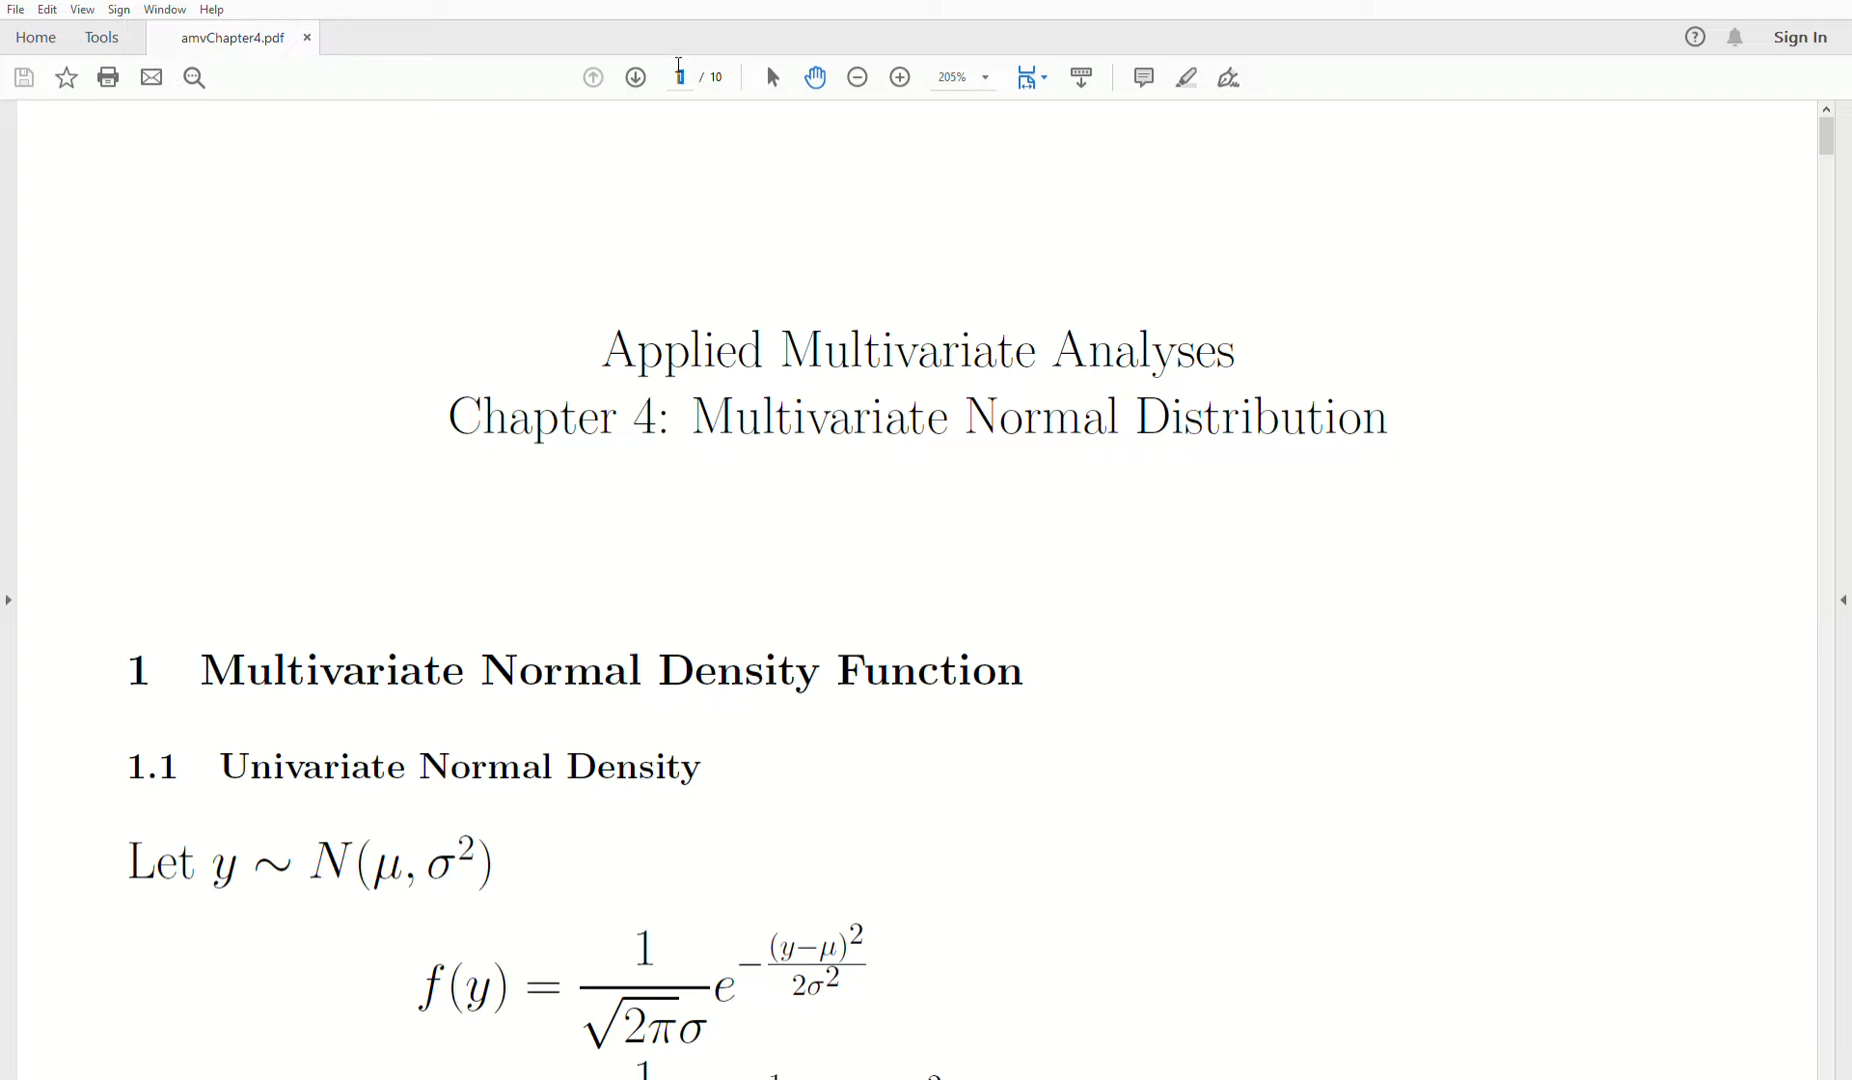 File Edit View Sign Window Help
Home Tools amvChapter4.pdf × Sign In
/ 10 205%
Applied Multivariate Analyses
Chapter 4: Multivariate Normal Distribution
1 Multivariate Normal Density Function
1.1 Univariate Normal Density
Let y ∼ N(μ, σ²)
f(y) = 1/(√2π σ) e^{−(y−μ)²/2σ²}